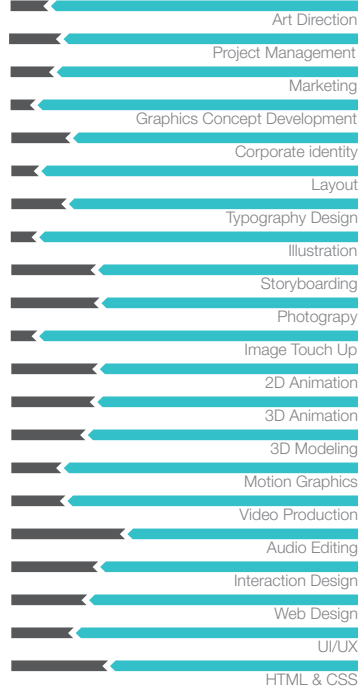 Art Direction
Project Management
Marketing
Graphics Concept Development
Corporate identity
Layout
Typography Design
Illustration
Storyboarding
Photograpy
Image Touch Up
2D Animation
3D Animation
3D Modeling
Motion Graphics
Video Production
Audio Editing
Interaction Design
Web Design
UI/UX
HTML & CSS